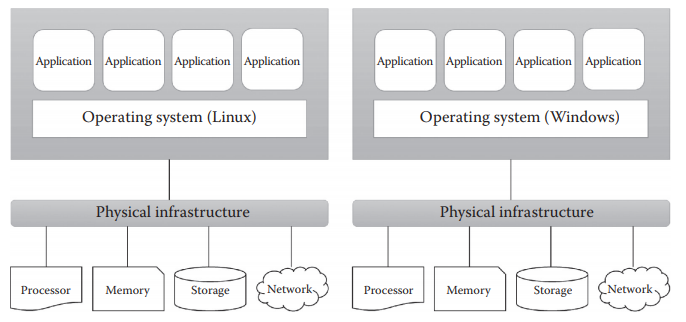 Application Application Application Application
Operating system (Linux)
Physical infrastructure
Processor Memory Storage Network
Application Application Application Application
Operating system (Windows)
Physical infrastructure
Processor Memory Storage Network